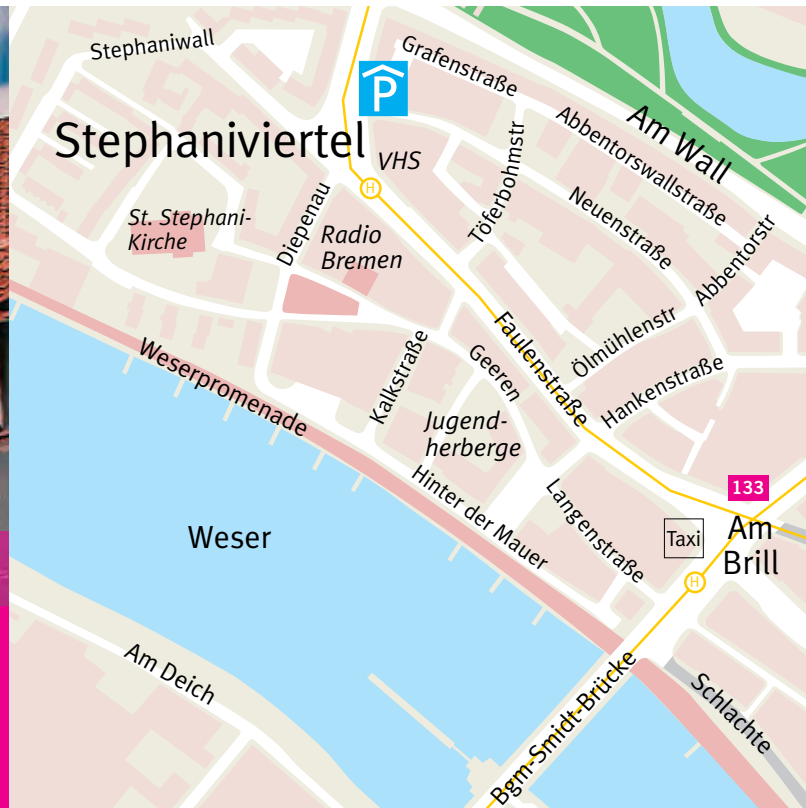 Stephaniwall
Grafenstraße
P
Am Wall
Stephaniviertel
VHS
Abbentorswallstraße
H
Töferbohmstr
Neuenstraße
Diepenau
St. Stephani-
Kirche
Radio
Bremen
Abbentorstr
Faulenstraße
Ölmühlenstr
Weserpromenade
Kalkstraße
Geeren
Hankenstraße
Jugend-
herberge
Hinter der Mauer
Langenstraße
133
Weser
Taxi
Am
Brill
H
Am Deich
Bgm-Smidt-Brücke
Schlachte